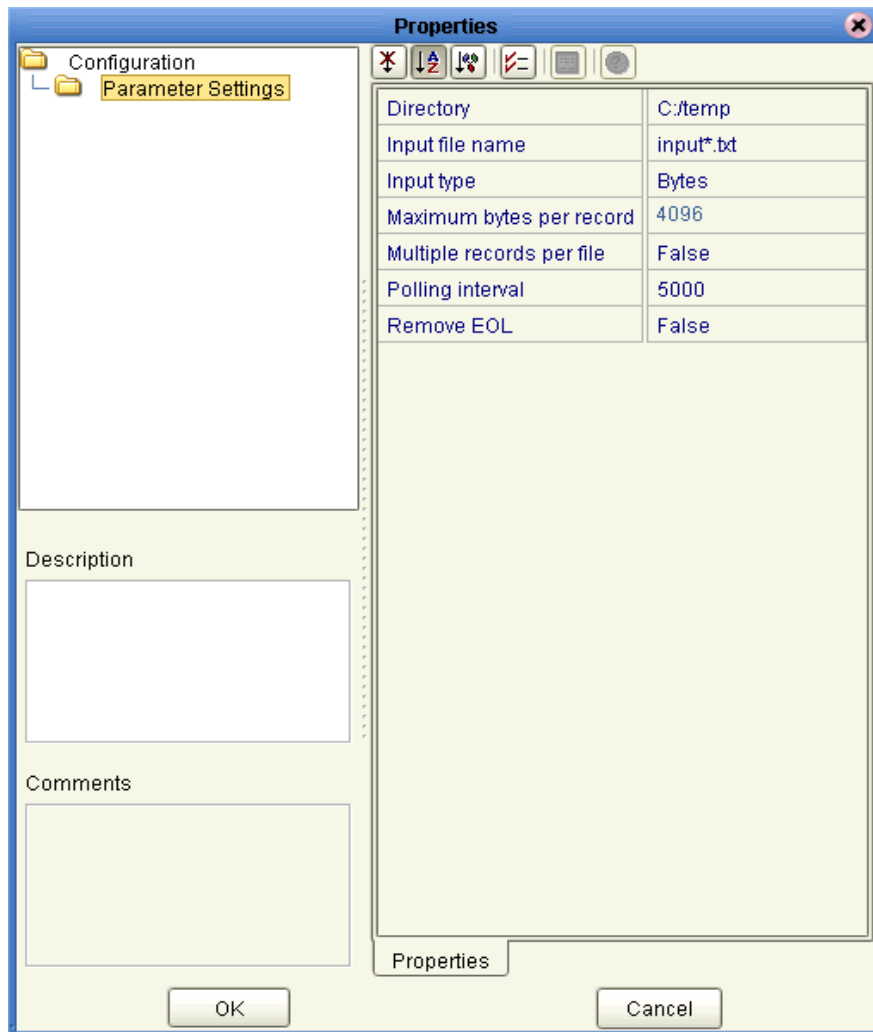 Properties
Configuration
Parameter Settings
Directory C:/temp
Input file name input*.txt
Input type Bytes
Maximum bytes per record 4096
Multiple records per file False
Polling interval 5000
Remove EOL False
Description
Comments
Properties
OK Cancel